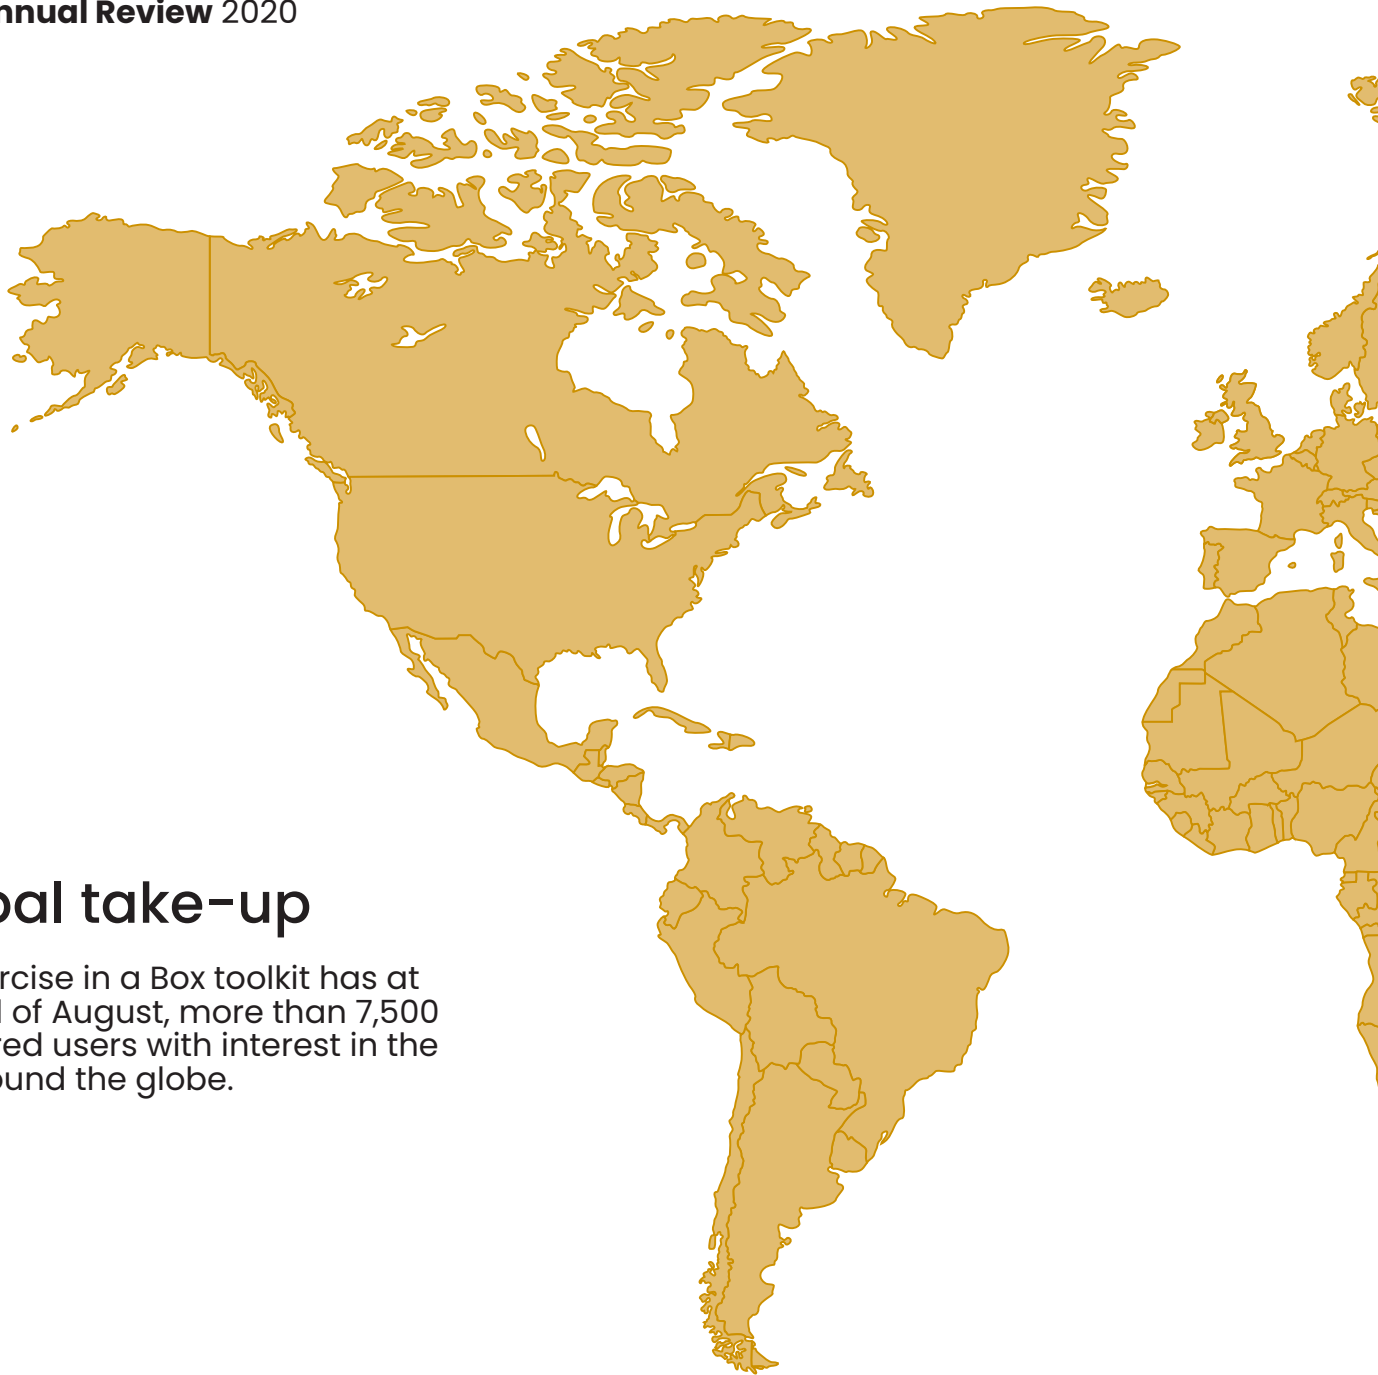 nnual Review 2020
bal take-up
rcise in a Box toolkit has at
of August, more than 7,500
red users with interest in the
ound the globe.